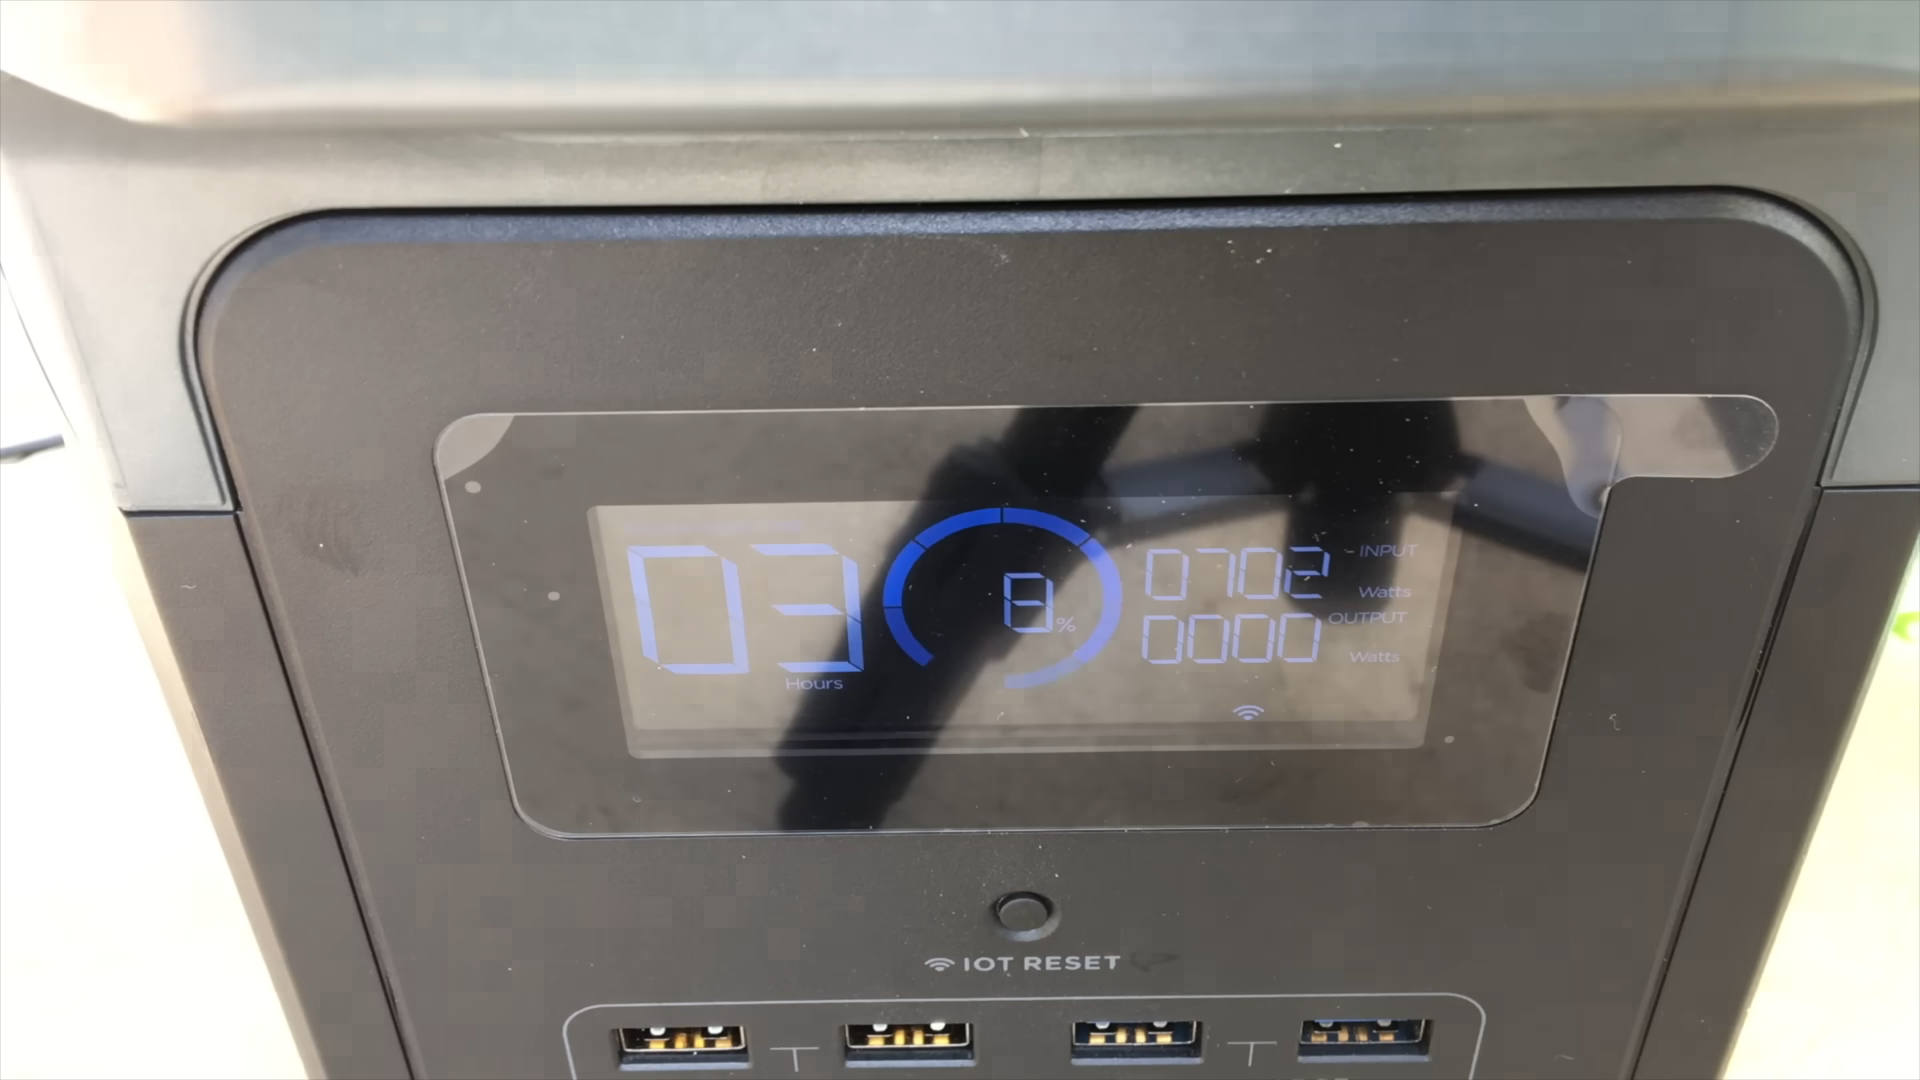 03
Hours
8%
0702 INPUT
Watts
0000 OUTPUT
Watts
IOT RESET